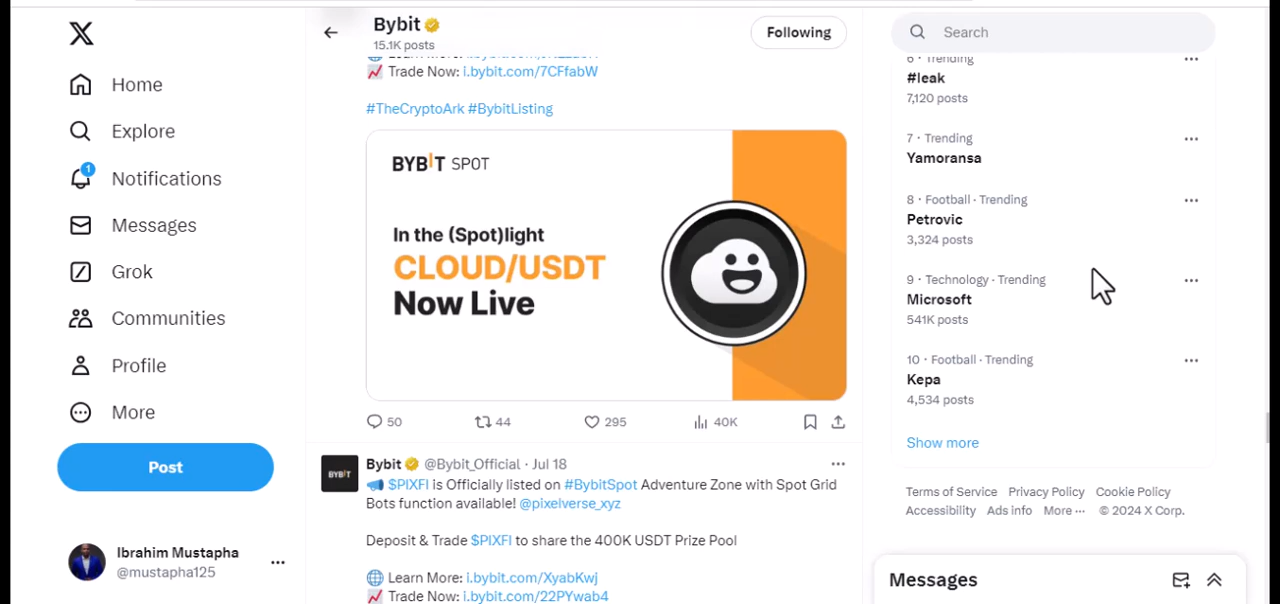 Home
Explore
1
Notifications
Messages
Grok
Communities
Profile
More
Post
Ibrahim Mustapha
@mustapha125
Bybit
15.1K posts
Following
Trade Now: i.bybit.com/7CFfabW
#TheCryptoArk #BybitListing
BYBIT SPOT
In the (Spot)light
CLOUD/USDT
Now Live
50
44
295
40K
BYBIT
Bybit @Bybit_Official · Jul 18
$PIXFI is Officially listed on #BybitSpot Adventure Zone with Spot Grid
Bots function available! @pixelverse_xyz
Deposit & Trade $PIXFI to share the 400K USDT Prize Pool
Learn More: i.bybit.com/XyabKwj
Trade Now: i.bybit.com/22PYwab4
Search
6 · Trending
#leak
7,120 posts
7 · Trending
Yamoransa
8 · Football · Trending
Petrovic
3,324 posts
9 · Technology · Trending
Microsoft
541K posts
10 · Football · Trending
Kepa
4,534 posts
Show more
Terms of Service Privacy Policy Cookie Policy
Accessibility Ads info More ··· © 2024 X Corp.
Messages